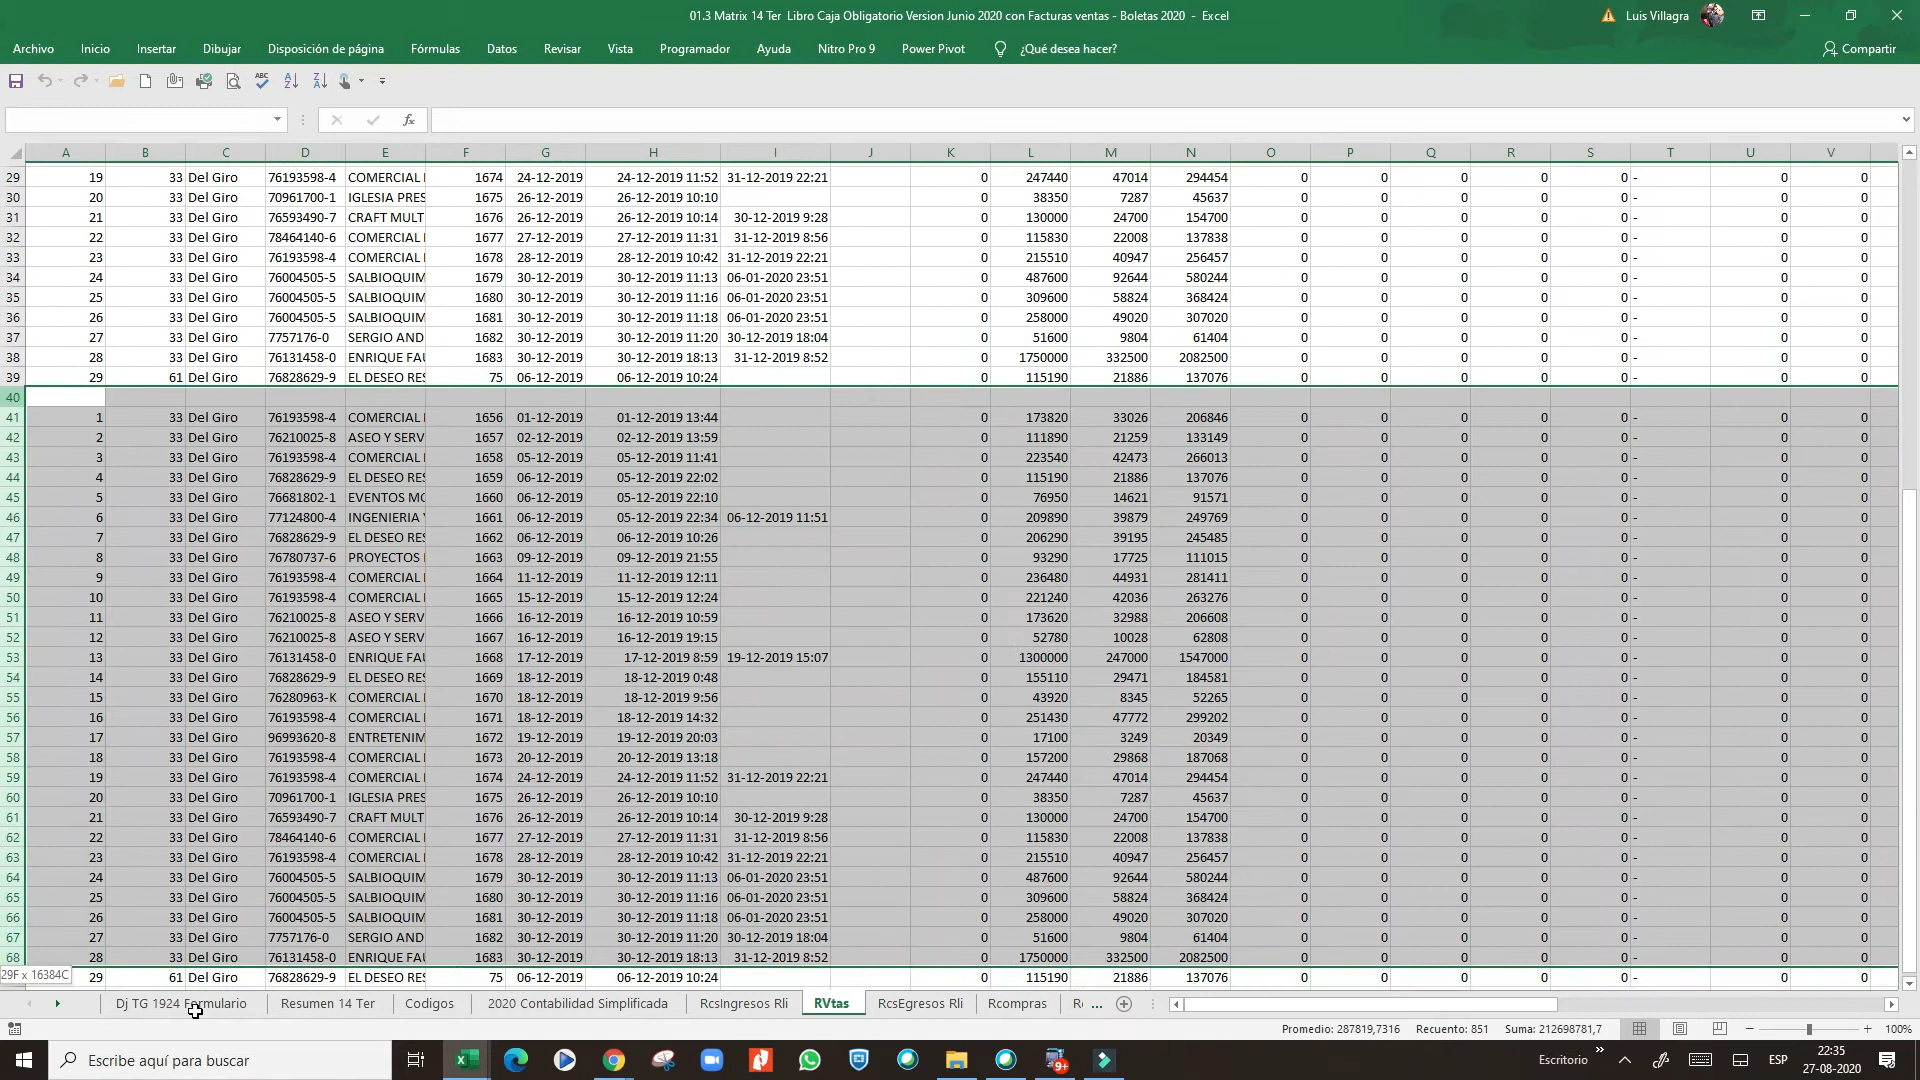 01.3 Matrix 14 Ter  Libro Caja Obligatorio Version Junio 2020 con Facturas ventas - Boletas 2020  -  Excel
Luis Villagra
Archivo Inicio Insertar Dibujar Disposición de página Fórmulas Datos Revisar Vista Programador Ayuda Nitro Pro 9 Power Pivot ¿Qué desea hacer? Compartir
A B C D E F G H I J K L M N O P Q R S T U V
29 19 33 Del Giro 76193598-4 COMERCIAL 1674 24-12-2019 24-12-2019 11:52 31-12-2019 22:21 0 247440 47014 294454 0 0 0 0 0 - 0 0
30 20 33 Del Giro 70961700-1 IGLESIA PRES 1675 26-12-2019 26-12-2019 10:10 0 38350 7287 45637 0 0 0 0 0 - 0 0
31 21 33 Del Giro 76593490-7 CRAFT MULT 1676 26-12-2019 26-12-2019 10:14 30-12-2019 9:28 0 130000 24700 154700 0 0 0 0 0 - 0 0
32 22 33 Del Giro 78464140-6 COMERCIAL 1677 27-12-2019 27-12-2019 11:31 31-12-2019 8:56 0 115830 22008 137838 0 0 0 0 0 - 0 0
33 23 33 Del Giro 76193598-4 COMERCIAL 1678 28-12-2019 28-12-2019 10:42 31-12-2019 22:21 0 215510 40947 256457 0 0 0 0 0 - 0 0
34 24 33 Del Giro 76004505-5 SALBIOQUIM 1679 30-12-2019 30-12-2019 11:13 06-01-2020 23:51 0 487600 92644 580244 0 0 0 0 0 - 0 0
35 25 33 Del Giro 76004505-5 SALBIOQUIM 1680 30-12-2019 30-12-2019 11:16 06-01-2020 23:51 0 309600 58824 368424 0 0 0 0 0 - 0 0
36 26 33 Del Giro 76004505-5 SALBIOQUIM 1681 30-12-2019 30-12-2019 11:18 06-01-2020 23:51 0 258000 49020 307020 0 0 0 0 0 - 0 0
37 27 33 Del Giro 7757176-0 SERGIO AND 1682 30-12-2019 30-12-2019 11:20 30-12-2019 18:04 0 51600 9804 61404 0 0 0 0 0 - 0 0
38 28 33 Del Giro 76131458-0 ENRIQUE FAU 1683 30-12-2019 30-12-2019 18:13 31-12-2019 8:52 0 1750000 332500 2082500 0 0 0 0 0 - 0 0
39 29 61 Del Giro 76828629-9 EL DESEO RES 75 06-12-2019 06-12-2019 10:24 0 115190 21886 137076 0 0 0 0 0 - 0 0
40
41 1 33 Del Giro 76193598-4 COMERCIAL 1656 01-12-2019 01-12-2019 13:44 0 173820 33026 206846 0 0 0 0 0 - 0 0
42 2 33 Del Giro 76210025-8 ASEO Y SERV 1657 02-12-2019 02-12-2019 13:59 0 111890 21259 133149 0 0 0 0 0 - 0 0
43 3 33 Del Giro 76193598-4 COMERCIAL 1658 05-12-2019 05-12-2019 11:41 0 223540 42473 266013 0 0 0 0 0 - 0 0
44 4 33 Del Giro 76828629-9 EL DESEO RES 1659 06-12-2019 05-12-2019 22:02 0 115190 21886 137076 0 0 0 0 0 - 0 0
45 5 33 Del Giro 76681802-1 EVENTOS MO 1660 06-12-2019 05-12-2019 22:10 0 76950 14621 91571 0 0 0 0 0 - 0 0
46 6 33 Del Giro 77124800-4 INGENIERIA Y 1661 06-12-2019 05-12-2019 22:34 06-12-2019 11:51 0 209890 39879 249769 0 0 0 0 0 - 0 0
47 7 33 Del Giro 76828629-9 EL DESEO RES 1662 06-12-2019 06-12-2019 10:26 0 206290 39195 245485 0 0 0 0 0 - 0 0
48 8 33 Del Giro 76780737-6 PROYECTOS 1663 09-12-2019 09-12-2019 21:55 0 93290 17725 111015 0 0 0 0 0 - 0 0
49 9 33 Del Giro 76193598-4 COMERCIAL 1664 11-12-2019 11-12-2019 12:11 0 236480 44931 281411 0 0 0 0 0 - 0 0
50 10 33 Del Giro 76193598-4 COMERCIAL 1665 15-12-2019 15-12-2019 12:24 0 221240 42036 263276 0 0 0 0 0 - 0 0
51 11 33 Del Giro 76210025-8 ASEO Y SERV 1666 16-12-2019 16-12-2019 10:59 0 173620 32988 206608 0 0 0 0 0 - 0 0
52 12 33 Del Giro 76210025-8 ASEO Y SERV 1667 16-12-2019 16-12-2019 19:15 0 52780 10028 62808 0 0 0 0 0 - 0 0
53 13 33 Del Giro 76131458-0 ENRIQUE FAU 1668 17-12-2019 17-12-2019 8:59 19-12-2019 15:07 0 1300000 247000 1547000 0 0 0 0 0 - 0 0
54 14 33 Del Giro 76828629-9 EL DESEO RES 1669 18-12-2019 18-12-2019 0:48 0 155110 29471 184581 0 0 0 0 0 - 0 0
55 15 33 Del Giro 76280963-K COMERCIAL 1670 18-12-2019 18-12-2019 9:56 0 43920 8345 52265 0 0 0 0 0 - 0 0
56 16 33 Del Giro 76193598-4 COMERCIAL 1671 18-12-2019 18-12-2019 14:32 0 251430 47772 299202 0 0 0 0 0 - 0 0
57 17 33 Del Giro 96993620-8 ENTRETENIM 1672 19-12-2019 19-12-2019 20:03 0 17100 3249 20349 0 0 0 0 0 - 0 0
58 18 33 Del Giro 76193598-4 COMERCIAL 1673 20-12-2019 20-12-2019 13:18 0 157200 29868 187068 0 0 0 0 0 - 0 0
59 19 33 Del Giro 76193598-4 COMERCIAL 1674 24-12-2019 24-12-2019 11:52 31-12-2019 22:21 0 247440 47014 294454 0 0 0 0 0 - 0 0
60 20 33 Del Giro 70961700-1 IGLESIA PRES 1675 26-12-2019 26-12-2019 10:10 0 38350 7287 45637 0 0 0 0 0 - 0 0
61 21 33 Del Giro 76593490-7 CRAFT MULT 1676 26-12-2019 26-12-2019 10:14 30-12-2019 9:28 0 130000 24700 154700 0 0 0 0 0 - 0 0
62 22 33 Del Giro 78464140-6 COMERCIAL 1677 27-12-2019 27-12-2019 11:31 31-12-2019 8:56 0 115830 22008 137838 0 0 0 0 0 - 0 0
63 23 33 Del Giro 76193598-4 COMERCIAL 1678 28-12-2019 28-12-2019 10:42 31-12-2019 22:21 0 215510 40947 256457 0 0 0 0 0 - 0 0
64 24 33 Del Giro 76004505-5 SALBIOQUIM 1679 30-12-2019 30-12-2019 11:13 06-01-2020 23:51 0 487600 92644 580244 0 0 0 0 0 - 0 0
65 25 33 Del Giro 76004505-5 SALBIOQUIM 1680 30-12-2019 30-12-2019 11:16 06-01-2020 23:51 0 309600 58824 368424 0 0 0 0 0 - 0 0
66 26 33 Del Giro 76004505-5 SALBIOQUIM 1681 30-12-2019 30-12-2019 11:18 06-01-2020 23:51 0 258000 49020 307020 0 0 0 0 0 - 0 0
67 27 33 Del Giro 7757176-0 SERGIO AND 1682 30-12-2019 30-12-2019 11:20 30-12-2019 18:04 0 51600 9804 61404 0 0 0 0 0 - 0 0
68 28 33 Del Giro 76131458-0 ENRIQUE FAU 1683 30-12-2019 30-12-2019 18:13 31-12-2019 8:52 0 1750000 332500 2082500 0 0 0 0 0 - 0 0
29F x 16384C 29 61 Del Giro 76828629-9 EL DESEO RES 75 06-12-2019 06-12-2019 10:24 0 115190 21886 137076 0 0 0 0 0 - 0 0
Dj TG 1924 Formulario Resumen 14 Ter Codigos 2020 Contabilidad Simplificada RcsIngresos Rli RVtas RcsEgresos Rli Rcompras ...
Promedio: 287819,7316 Recuento: 851 Suma: 212698781,7 100%
Escribe aquí para buscar
9+
Escritorio
ESP
22:35
27-08-2020